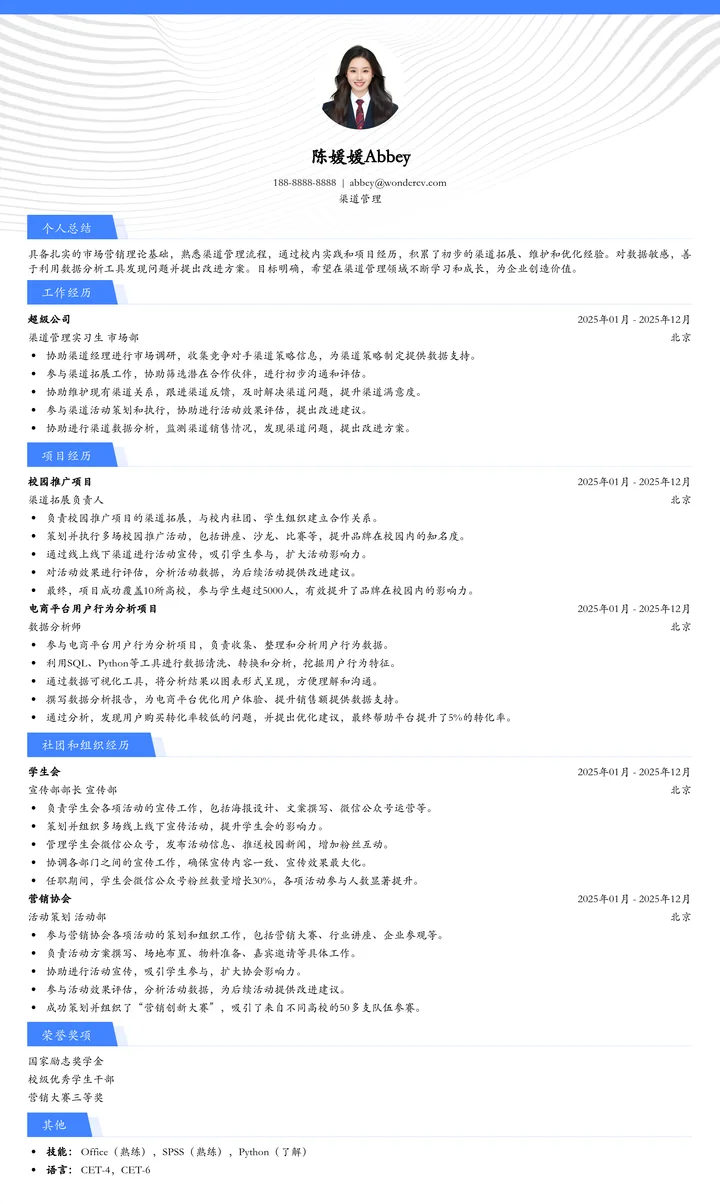 陈媛媛Abbey
188-8888-8888 | abbey@wondercv.com
渠道管理
个人总结
具备扎实的市场营销理论基础，熟悉渠道管理流程，通过校内实践和项目经历，积累了初步的渠道拓展、维护和优化经验。对数据敏感，善
于利用数据分析工具发现问题并提出改进方案。目标明确，希望在渠道管理领域不断学习和成长，为企业创造价值。
工作经历
超级公司 2025年01月 - 2025年12月
渠道管理实习生 市场部 北京
• 协助渠道经理进行市场调研，收集竞争对手渠道策略信息，为渠道策略制定提供数据支持。
• 参与渠道拓展工作，协助筛选潜在合作伙伴，进行初步沟通和评估。
• 协助维护现有渠道关系，跟进渠道反馈，及时解决渠道问题，提升渠道满意度。
• 参与渠道活动策划和执行，协助进行活动效果评估，提出改进建议。
• 协助进行渠道数据分析，监测渠道销售情况，发现渠道问题，提出改进方案。
项目经历
校园推广项目 2025年01月 - 2025年12月
渠道拓展负责人 北京
• 负责校园推广项目的渠道拓展，与校内社团、学生组织建立合作关系。
• 策划并执行多场校园推广活动，包括讲座、沙龙、比赛等，提升品牌在校园内的知名度。
• 通过线上线下渠道进行活动宣传，吸引学生参与，扩大活动影响力。
• 对活动效果进行评估，分析活动数据，为后续活动提供改进建议。
• 最终，项目成功覆盖10所高校，参与学生超过5000人，有效提升了品牌在校园内的影响力。
电商平台用户行为分析项目 2025年01月 - 2025年12月
数据分析师 北京
• 参与电商平台用户行为分析项目，负责收集、整理和分析用户行为数据。
• 利用SQL、Python等工具进行数据清洗、转换和分析，挖掘用户行为特征。
• 通过数据可视化工具，将分析结果以图表形式呈现，方便理解和沟通。
• 撰写数据分析报告，为电商平台优化用户体验、提升销售额提供数据支持。
• 通过分析，发现用户购买转化率较低的问题，并提出优化建议，最终帮助平台提升了5%的转化率。
社团和组织经历
学生会 2025年01月 - 2025年12月
宣传部部长 宣传部 北京
• 负责学生会各项活动的宣传工作，包括海报设计、文案撰写、微信公众号运营等。
• 策划并组织多场线上线下宣传活动，提升学生会的影响力。
• 管理学生会微信公众号，发布活动信息、推送校园新闻，增加粉丝互动。
• 协调各部门之间的宣传工作，确保宣传内容一致、宣传效果最大化。
• 任职期间，学生会微信公众号粉丝数量增长30%，各项活动参与人数显著提升。
营销协会 2025年01月 - 2025年12月
活动策划 活动部 北京
• 参与营销协会各项活动的策划和组织工作，包括营销大赛、行业讲座、企业参观等。
• 负责活动方案撰写、场地布置、物料准备、嘉宾邀请等具体工作。
• 协助进行活动宣传，吸引学生参与，扩大协会影响力。
• 参与活动效果评估，分析活动数据，为后续活动提供改进建议。
• 成功策划并组织了“营销创新大赛”，吸引了来自不同高校的50多支队伍参赛。
荣誉奖项
国家励志奖学金
校级优秀学生干部
营销大赛三等奖
其他
• 技能： Office（熟练）, SPSS（熟练）, Python（了解）
• 语言： CET-4，CET-6